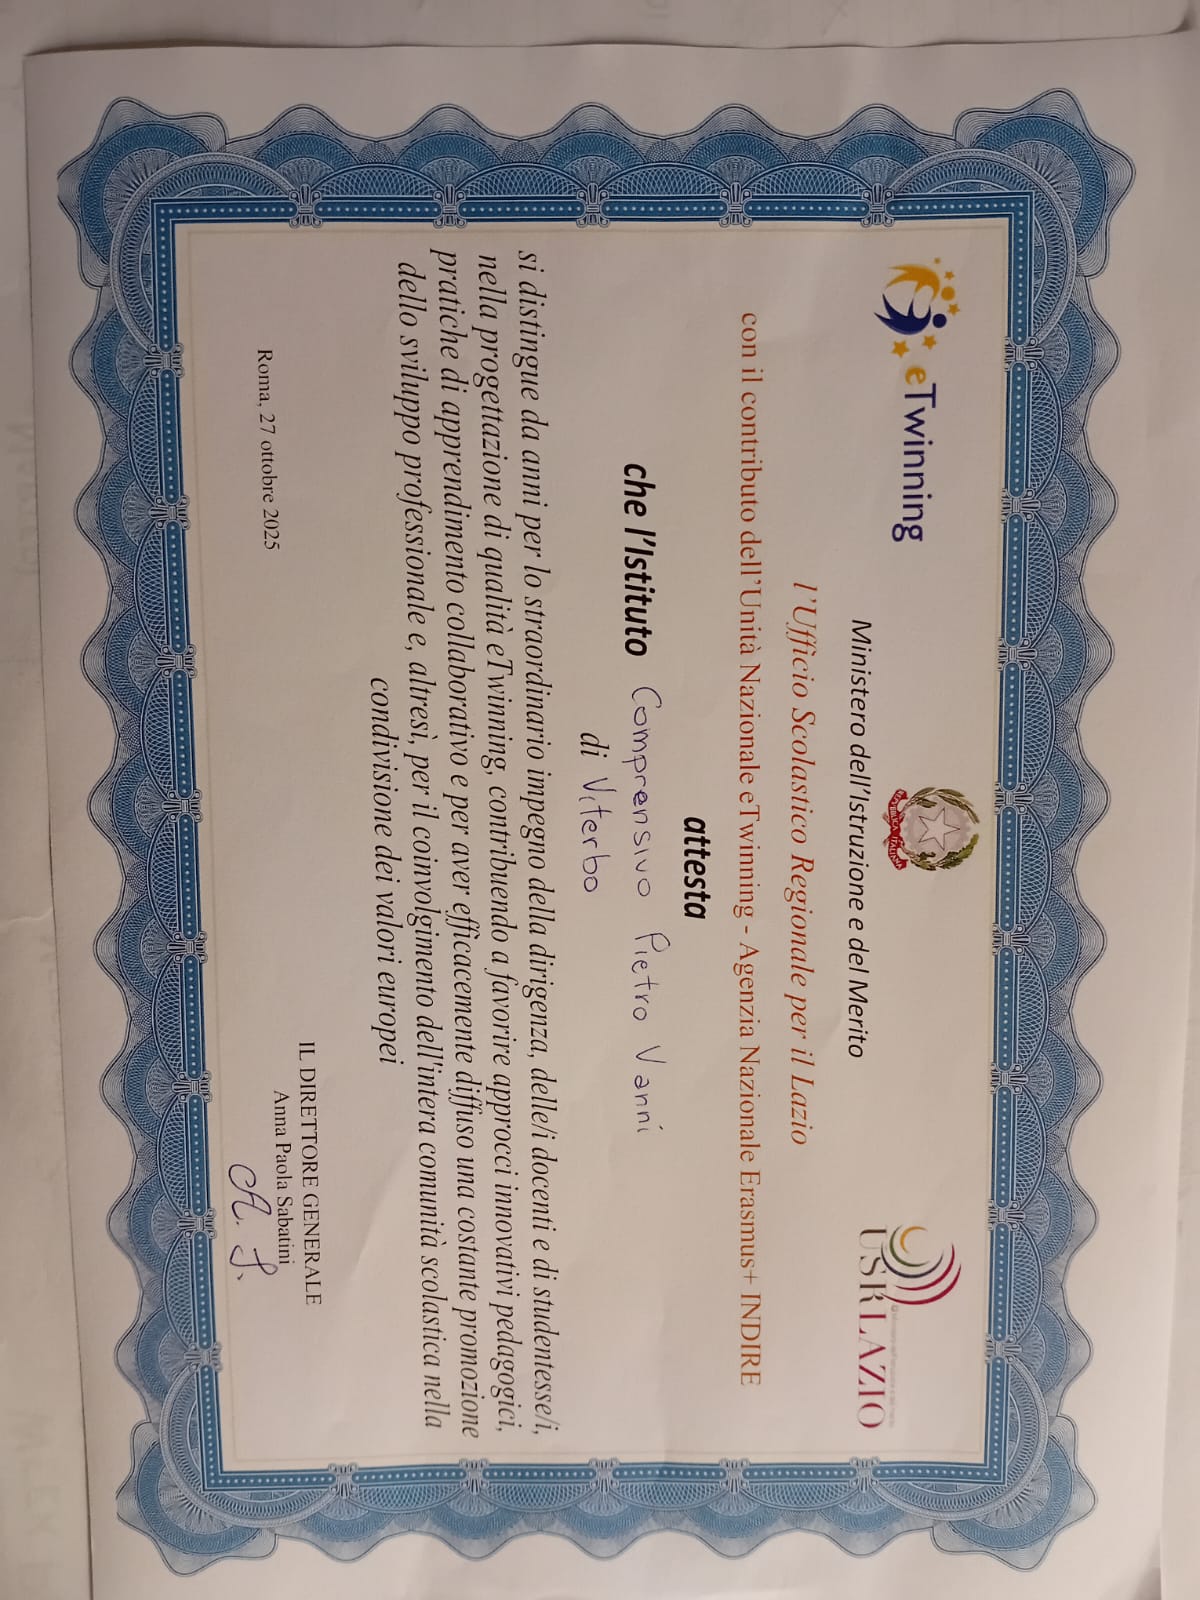 eTwinning
REPVBBLICA ITALIANA
USRLAZIO
Ministero dell'Istruzione e del Merito
l'Ufficio Scolastico Regionale per il Lazio
con il contributo dell'Unità Nazionale eTwinning - Agenzia Nazionale Erasmus+ INDIRE
attesta
che l'Istituto Comprensivo Pietro Vanni
di Viterbo
si distingue da anni per lo straordinario impegno della dirigenza, delle/i docenti e di studentesse/i,
nella progettazione di qualità eTwinning, contribuendo a favorire approcci innovativi pedagogici,
pratiche di apprendimento collaborativo e per aver efficacemente diffuso una costante promozione
dello sviluppo professionale e, altresì, per il coinvolgimento dell'intera comunità scolastica nella
condivisione dei valori europei
IL DIRETTORE GENERALE
Anna Paola Sabatini
Roma, 27 ottobre 2025
A. S.